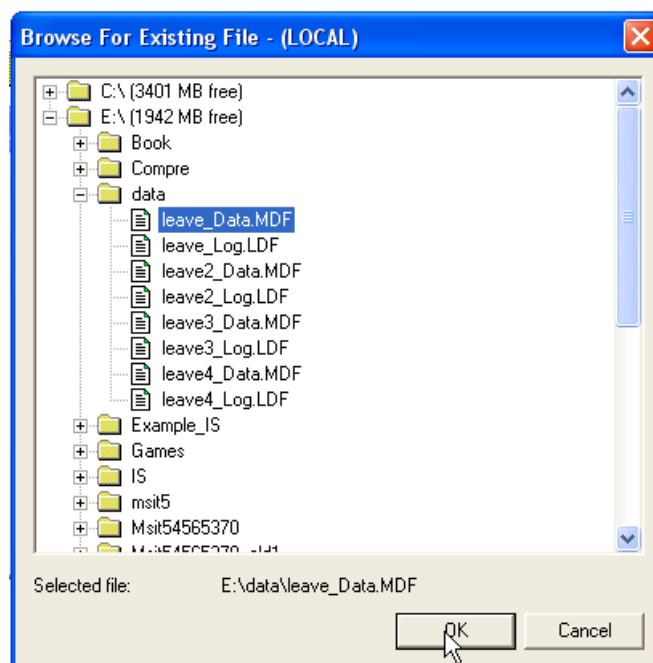 Browse For Existing File - (LOCAL)
C:\ (3401 MB free)
E:\ (1942 MB free)
Book
Compre
data
leave_Data.MDF
leave_Log.LDF
leave2_Data.MDF
leave2_Log.LDF
leave3_Data.MDF
leave3_Log.LDF
leave4_Data.MDF
leave4_Log.LDF
Example_IS
Games
IS
msit5
Msit54565370
Selected file: E:\data\leave_Data.MDF
OK Cancel